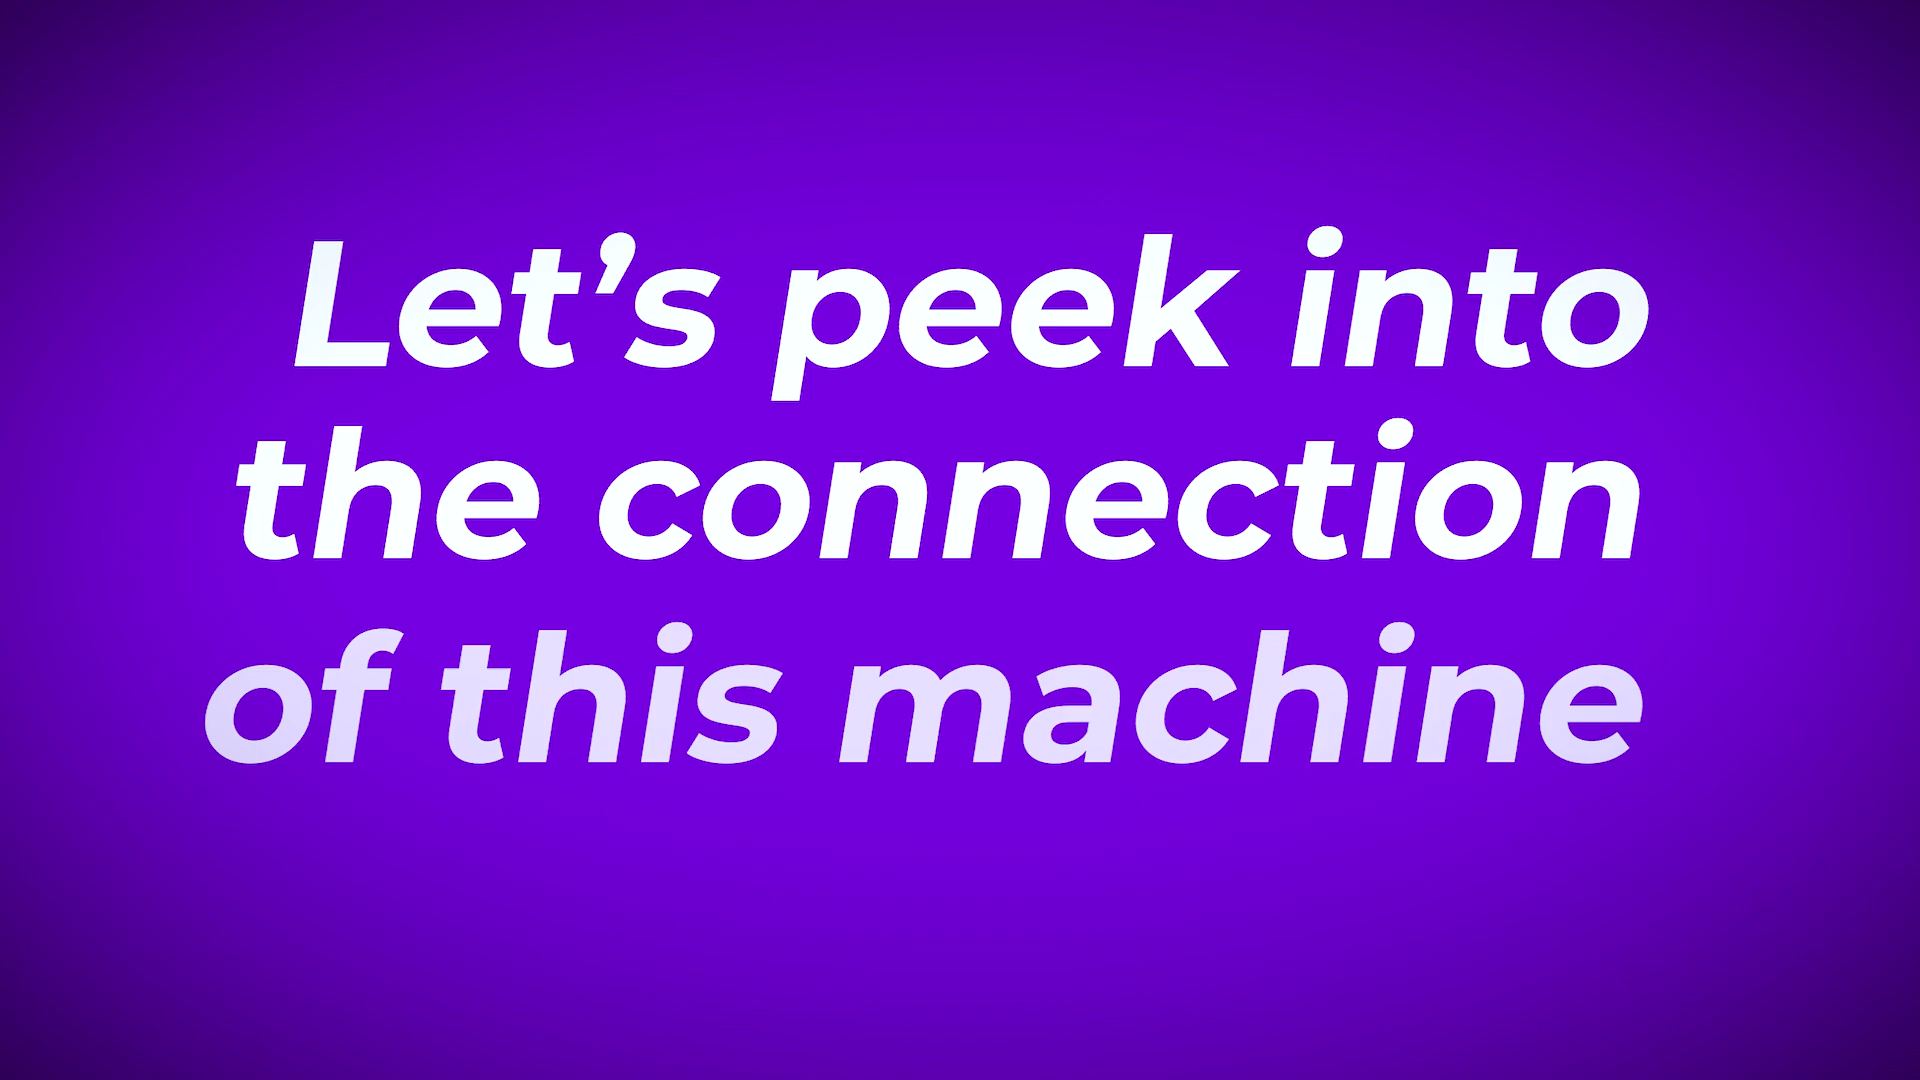 Let’s peek into
the connection
of this machine